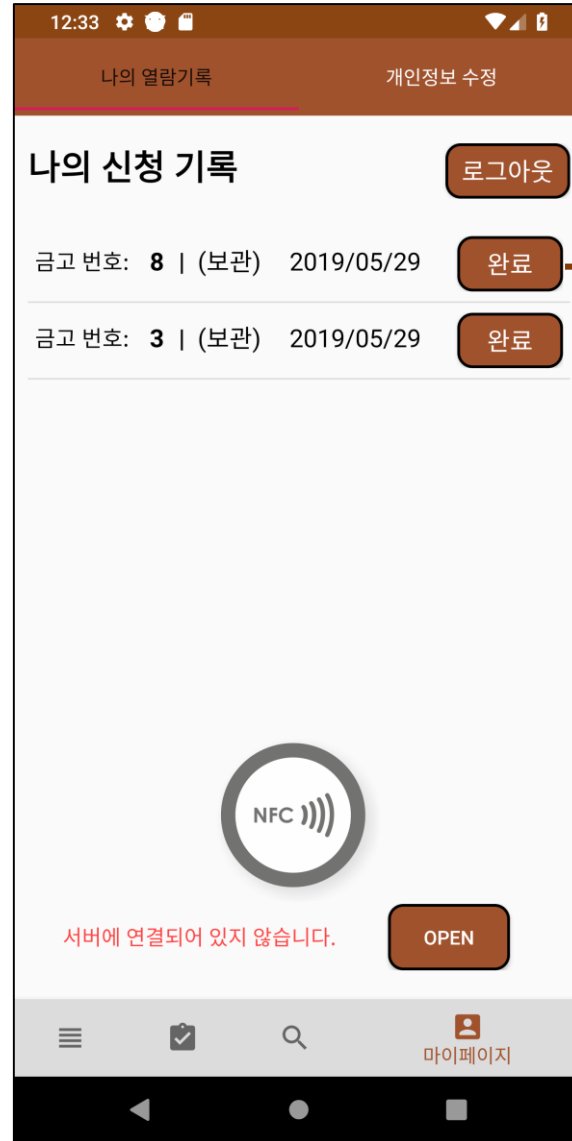 12:33
나의 열람기록 개인정보 수정
나의 신청 기록 로그아웃
금고 번호: 8 | (보관) 2019/05/29 완료
금고 번호: 3 | (보관) 2019/05/29 완료
NFC
서버에 연결되어 있지 않습니다. OPEN
마이페이지